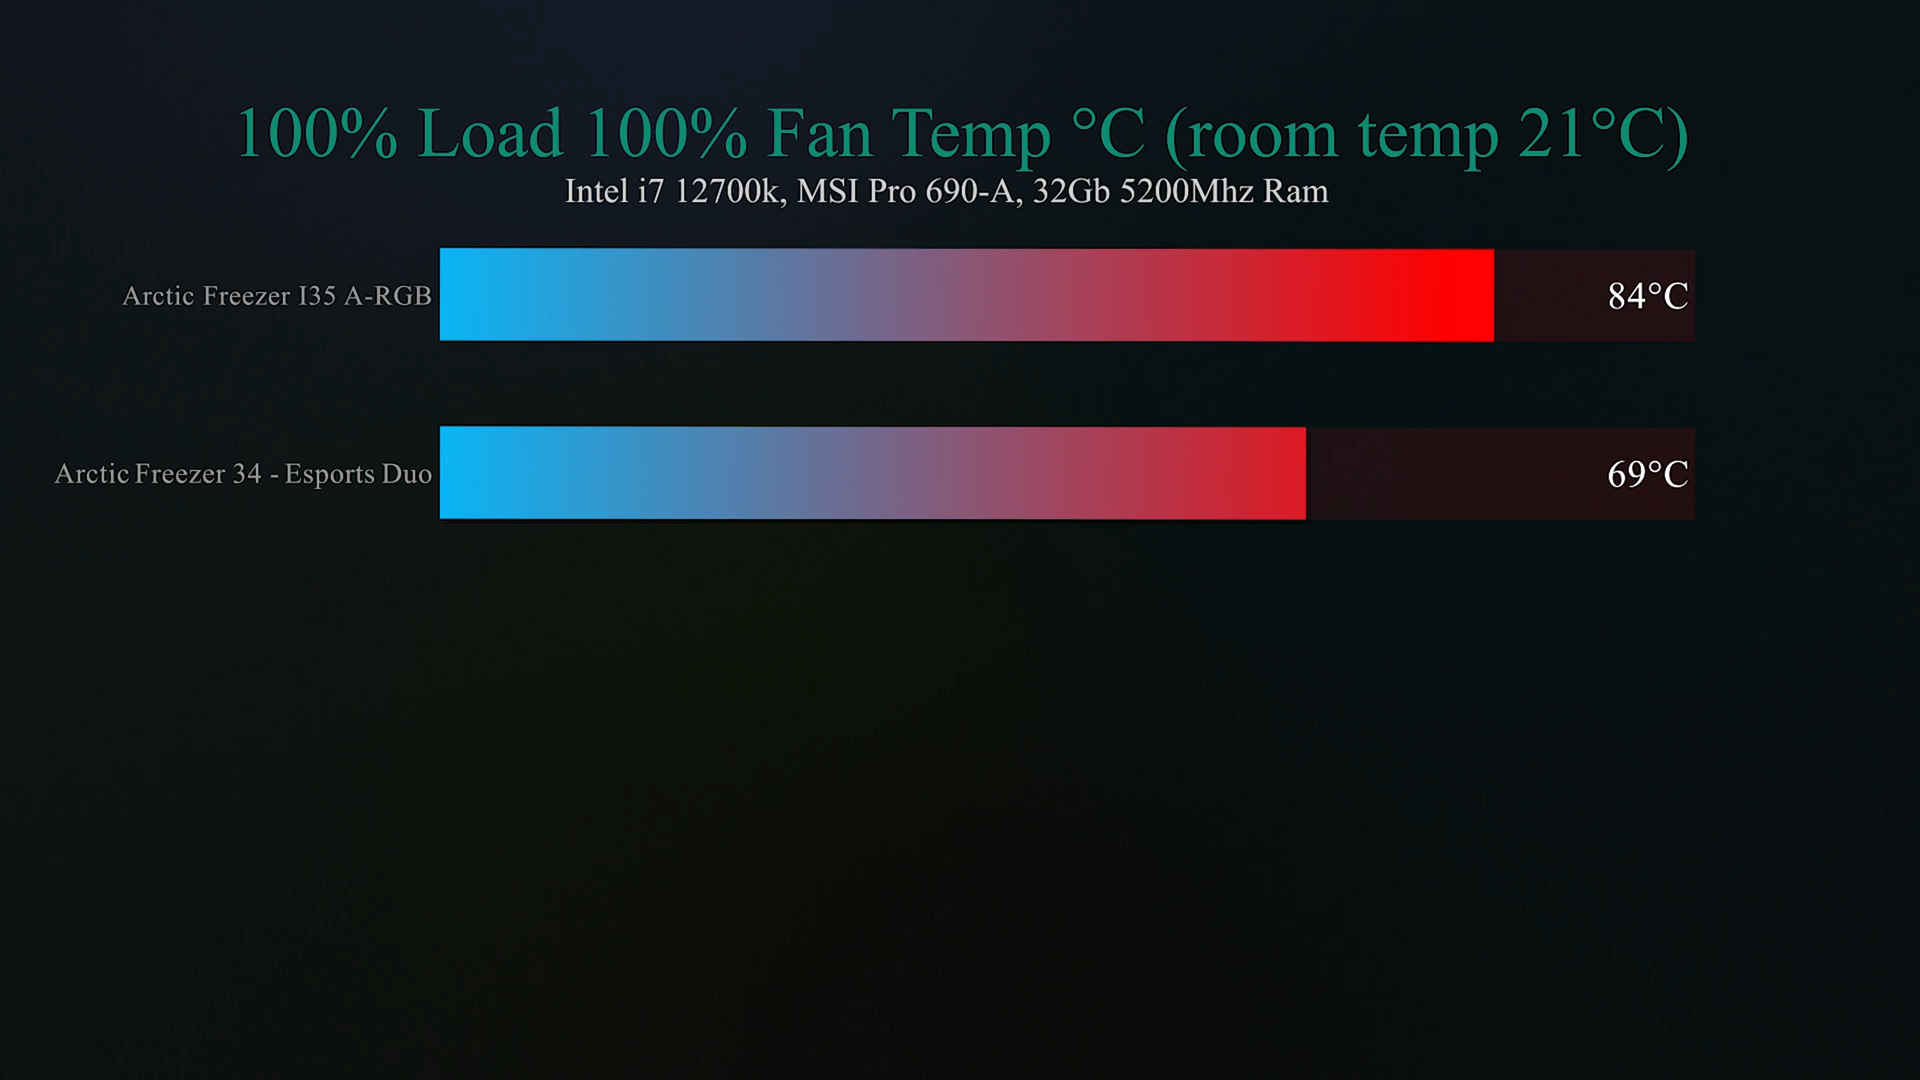 100% Load 100% Fan Temp °C (room temp 21°C)
Intel i7 12700k, MSI Pro 690-A, 32Gb 5200Mhz Ram
Arctic Freezer I35 A-RGB 84°C
Arctic Freezer 34 - Esports Duo 69°C